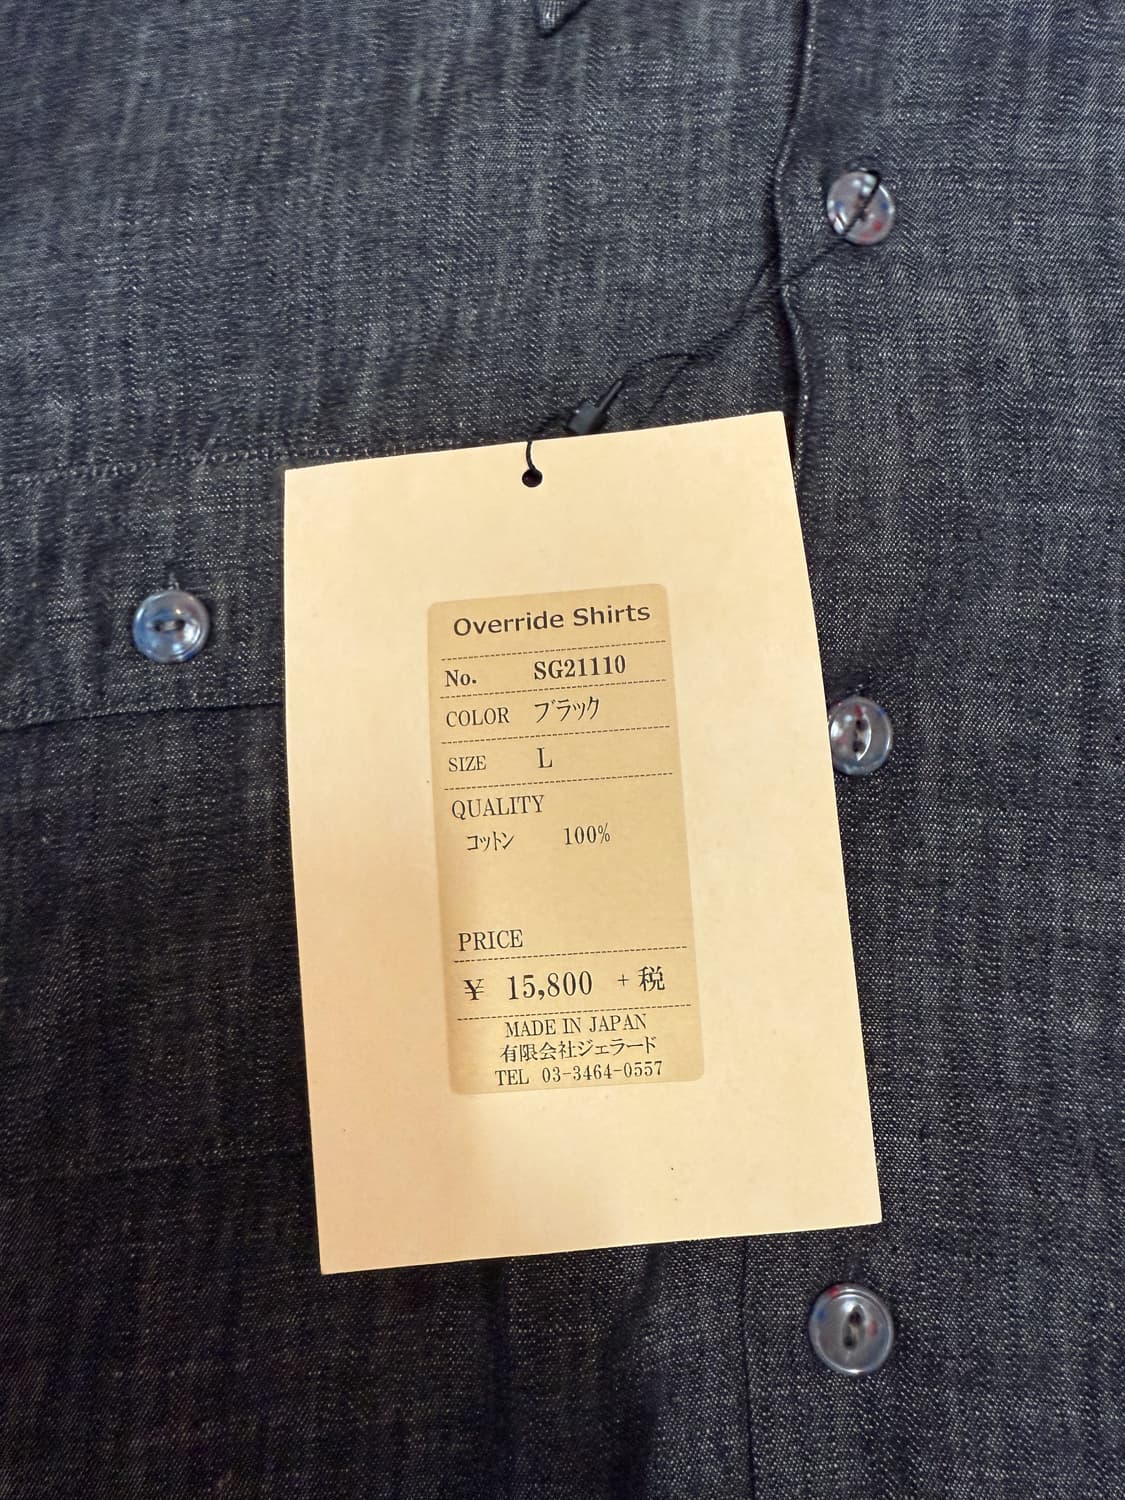 Override Shirts
No. SG21110
COLOR ブラック
SIZE L
QUALITY
コットン 100%
PRICE
¥ 15,800 + 税
MADE IN JAPAN
有限会社ジェラード
TEL 03-3464-0557